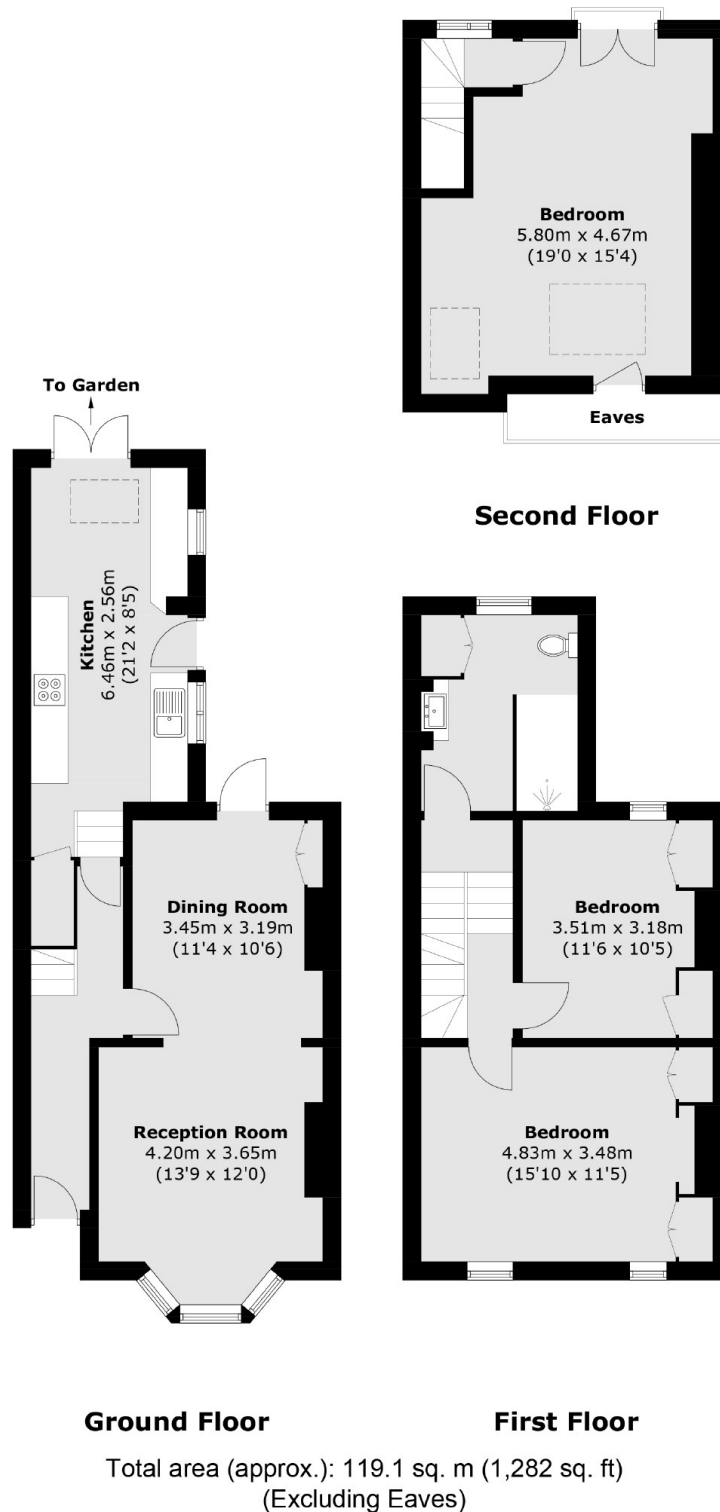 Bedroom
5.80m x 4.67m
(19'0 x 15'4)
Eaves
Second Floor
To Garden
Kitchen
6.46m x 2.56m
(21'2 x 8'5)
Dining Room
3.45m x 3.19m
(11'4 x 10'6)
Reception Room
4.20m x 3.65m
(13'9 x 12'0)
Ground Floor
Bedroom
3.51m x 3.18m
(11'6 x 10'5)
Bedroom
4.83m x 3.48m
(15'10 x 11'5)
First Floor
Total area (approx.): 119.1 sq. m (1,282 sq. ft)
(Excluding Eaves)